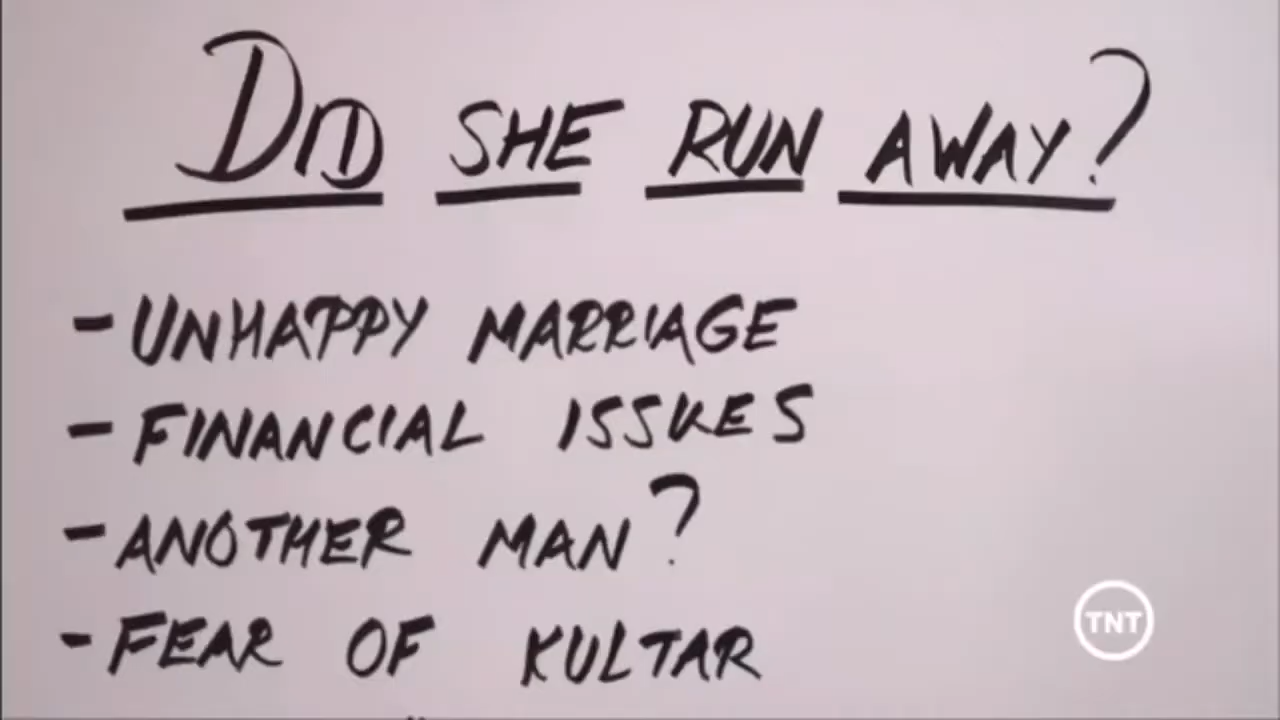 DID SHE RUN AWAY?
- UNHAPPY MARRIAGE
- FINANCIAL ISSUES
- ANOTHER MAN?
- FEAR OF KULTAR
TNT